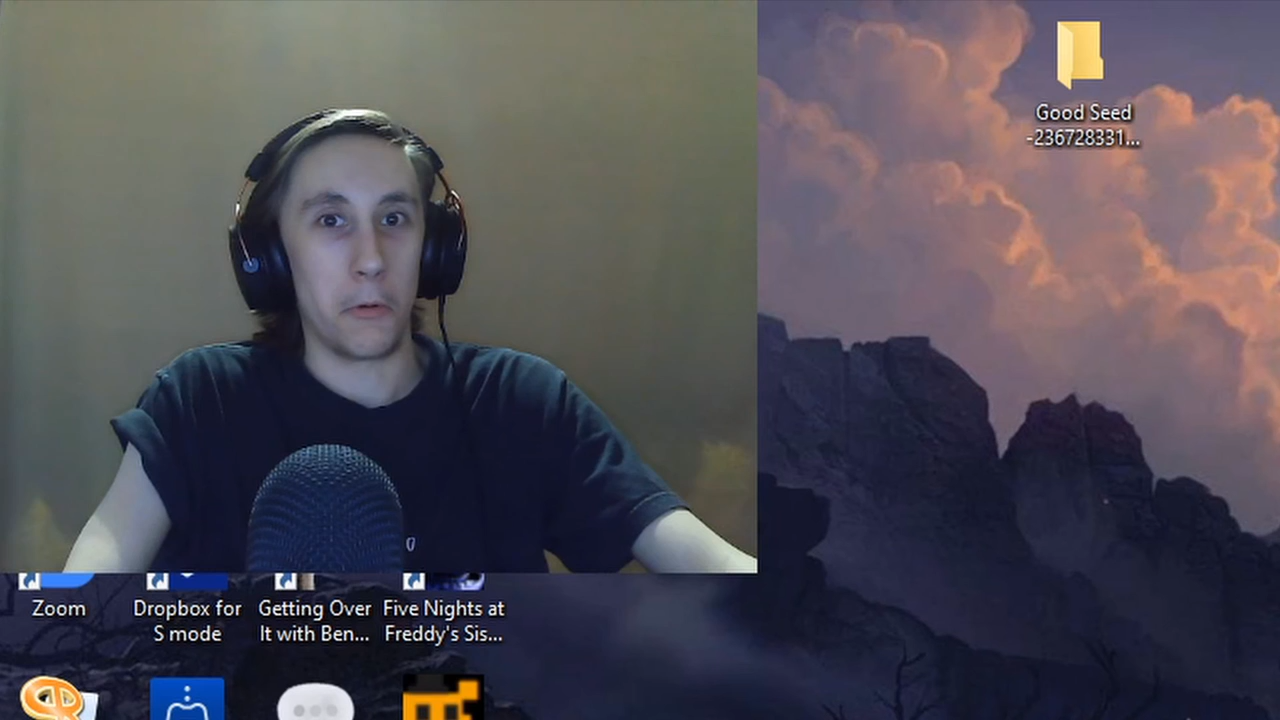 Good Seed
-236728331...
Zoom
Dropbox for
S mode
Getting Over
It with Ben...
Five Nights at
Freddy's Sis...